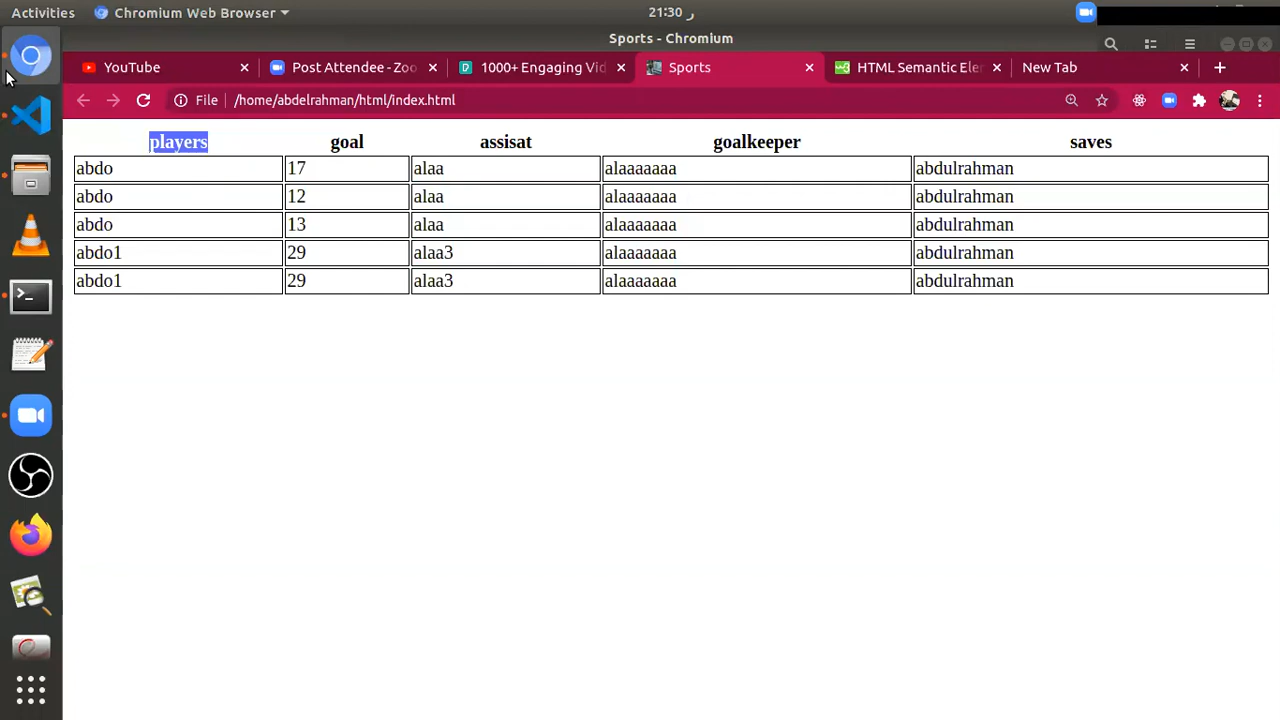 Activities Chromium Web Browser 21:30 ر
Sports - Chromium
YouTube Post Attendee - Zoo 1000+ Engaging Vid Sports HTML Semantic Ele New Tab
File /home/abdelrahman/html/index.html
players goal assisat goalkeeper saves
abdo 17 alaa alaaaaaaa abdulrahman
abdo 12 alaa alaaaaaaa abdulrahman
abdo 13 alaa alaaaaaaa abdulrahman
abdo1 29 alaa3 alaaaaaaa abdulrahman
abdo1 29 alaa3 alaaaaaaa abdulrahman